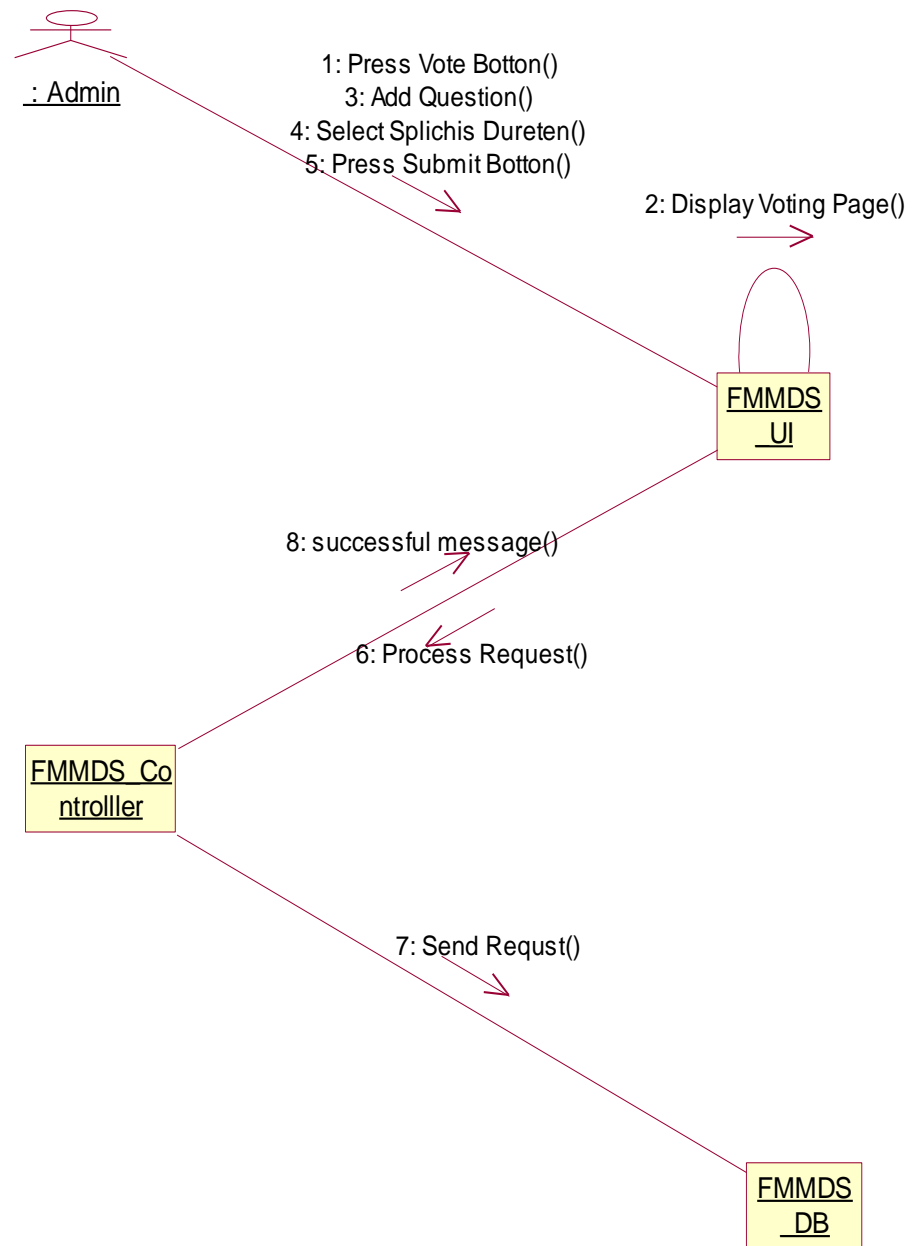 : Admin
1: Press Vote Botton()
3: Add Question()
4: Select Splichis Dureten()
5: Press Submit Botton()
2: Display Voting Page()
FMMDS
_UI
8: successful message()
6: Process Request()
FMMDS_Co
ntrolller
7: Send Requst()
FMMDS
_DB